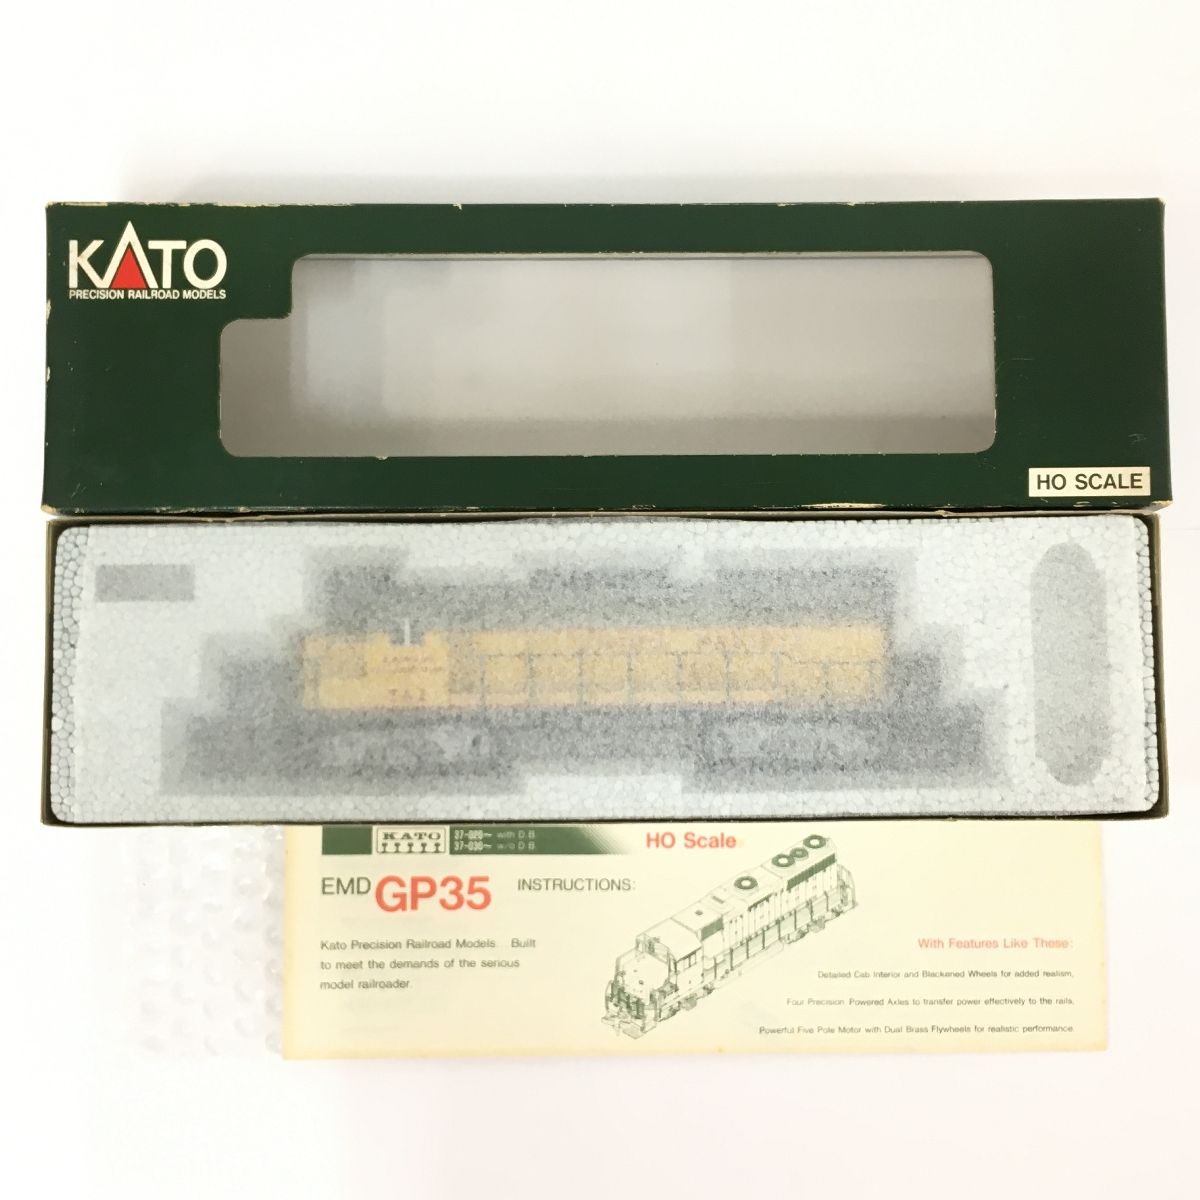 KATO
PRECISION RAILROAD MODELS
HO SCALE
KATO
37-020~ with D.B.
37-030~ w/o D.B.
HO Scale
EMD GP35 INSTRUCTIONS:
Kato Precision Railroad Models. Built
to meet the demands of the serious
model railroader.
With Features Like These:
Detailed Cab Interior and Blackened Wheels for added realism,
Four Precision Powered Axles to transfer power effectively to the rails,
Powerful Five Pole Motor with Dual Brass Flywheels for realistic performance.